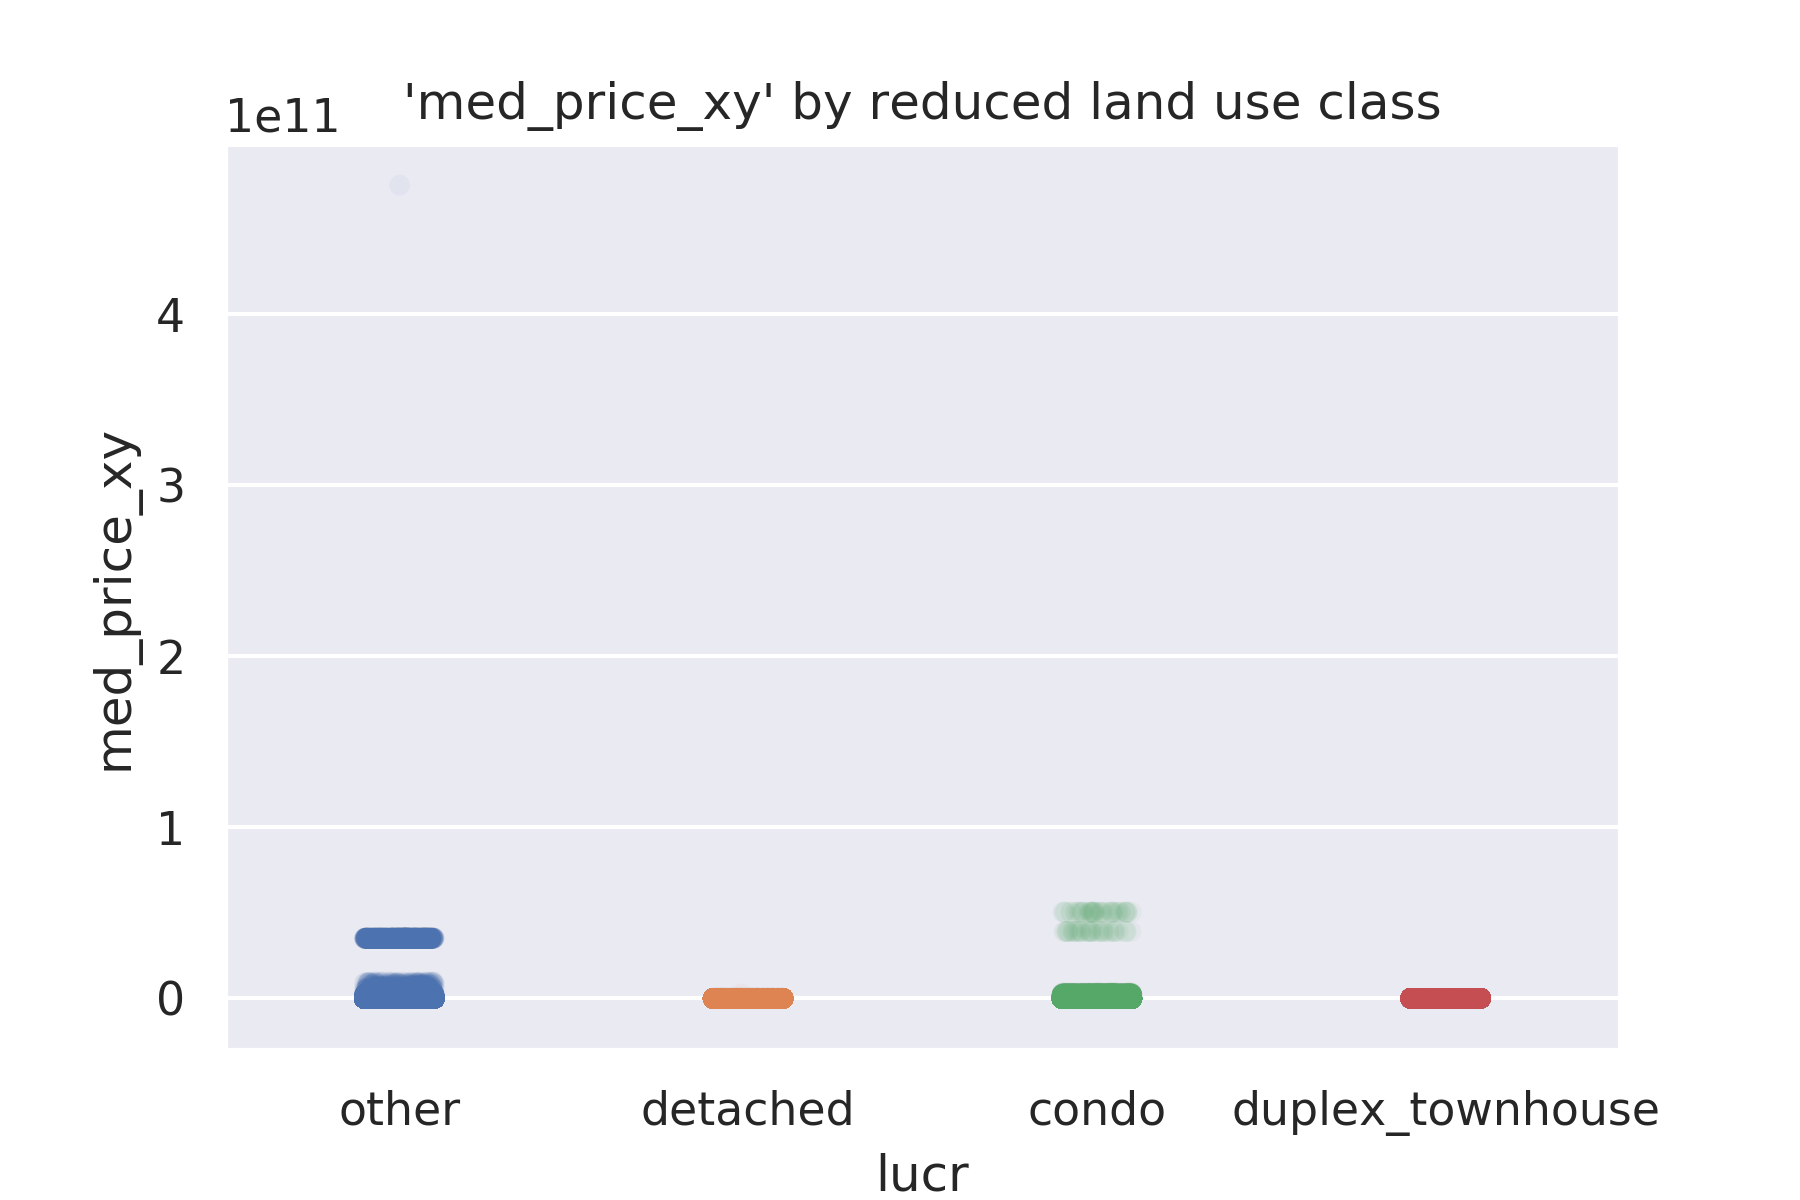 'med_price_xy' by reduced land use class
1e11
med_price_xy
4
3
2
1
0
other detached condo duplex_townhouse
lucr